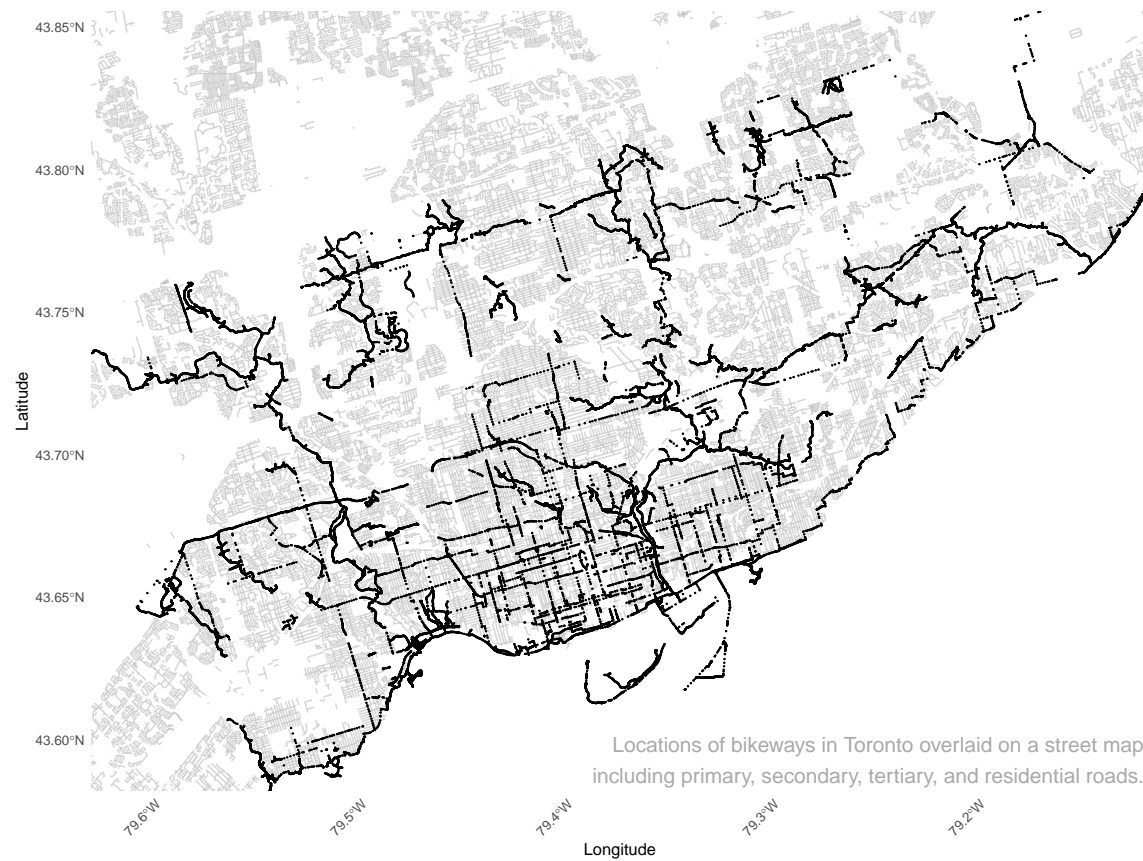 43.85°N
43.80°N
43.75°N
43.70°N
43.65°N
43.60°N
Latitude
Locations of bikeways in Toronto overlaid on a street map
including primary, secondary, tertiary, and residential roads.
79.6°W
79.5°W
79.4°W
79.3°W
79.2°W
Longitude